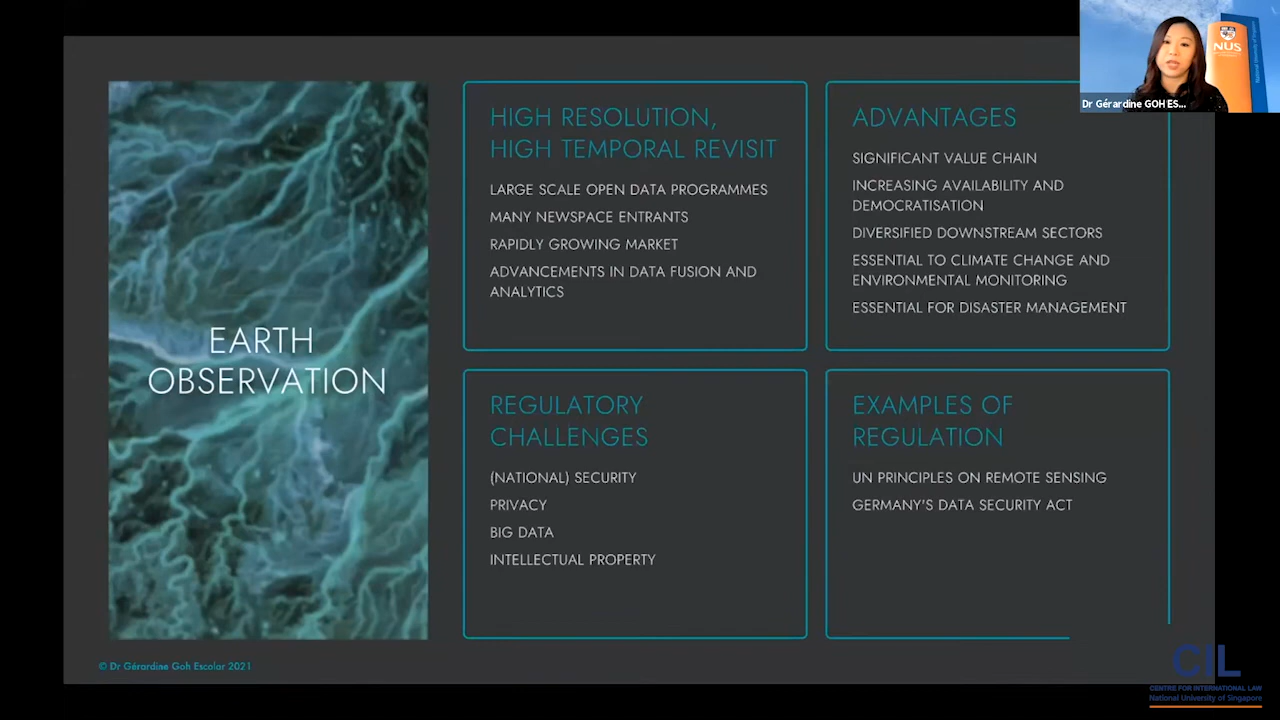 EARTH
OBSERVATION
HIGH RESOLUTION,
HIGH TEMPORAL REVISIT
LARGE SCALE OPEN DATA PROGRAMMES
MANY NEWSPACE ENTRANTS
RAPIDLY GROWING MARKET
ADVANCEMENTS IN DATA FUSION AND
ANALYTICS
ADVANTAGES
SIGNIFICANT VALUE CHAIN
INCREASING AVAILABILITY AND
DEMOCRATISATION
DIVERSIFIED DOWNSTREAM SECTORS
ESSENTIAL TO CLIMATE CHANGE AND
ENVIRONMENTAL MONITORING
ESSENTIAL FOR DISASTER MANAGEMENT
REGULATORY
CHALLENGES
(NATIONAL) SECURITY
PRIVACY
BIG DATA
INTELLECTUAL PROPERTY
EXAMPLES OF
REGULATION
UN PRINCIPLES ON REMOTE SENSING
GERMANY'S DATA SECURITY ACT
© Dr Gérardine Goh Escolar 2021
NUS
Dr Gérardine GOH ES...
CIL
CENTRE FOR INTERNATIONAL LAW
National University of Singapore